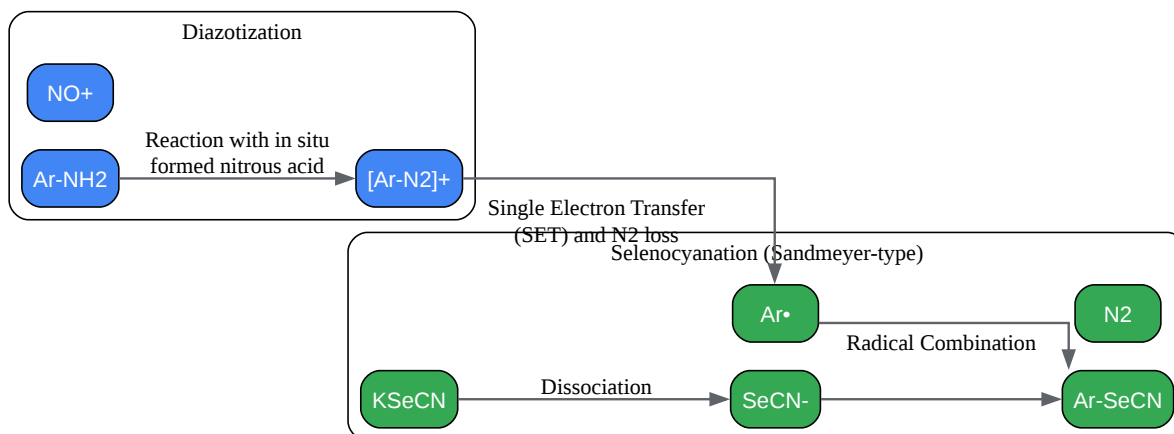 Diazotization
NO+
Reaction with in situ
formed nitrous acid
Ar-NH2
[Ar-N2]+
Single Electron Transfer
(SET) and N2 loss
Selenocyanation (Sandmeyer-type)
Ar•
N2
Radical Combination
KSeCN
Dissociation
SeCN-
Ar-SeCN